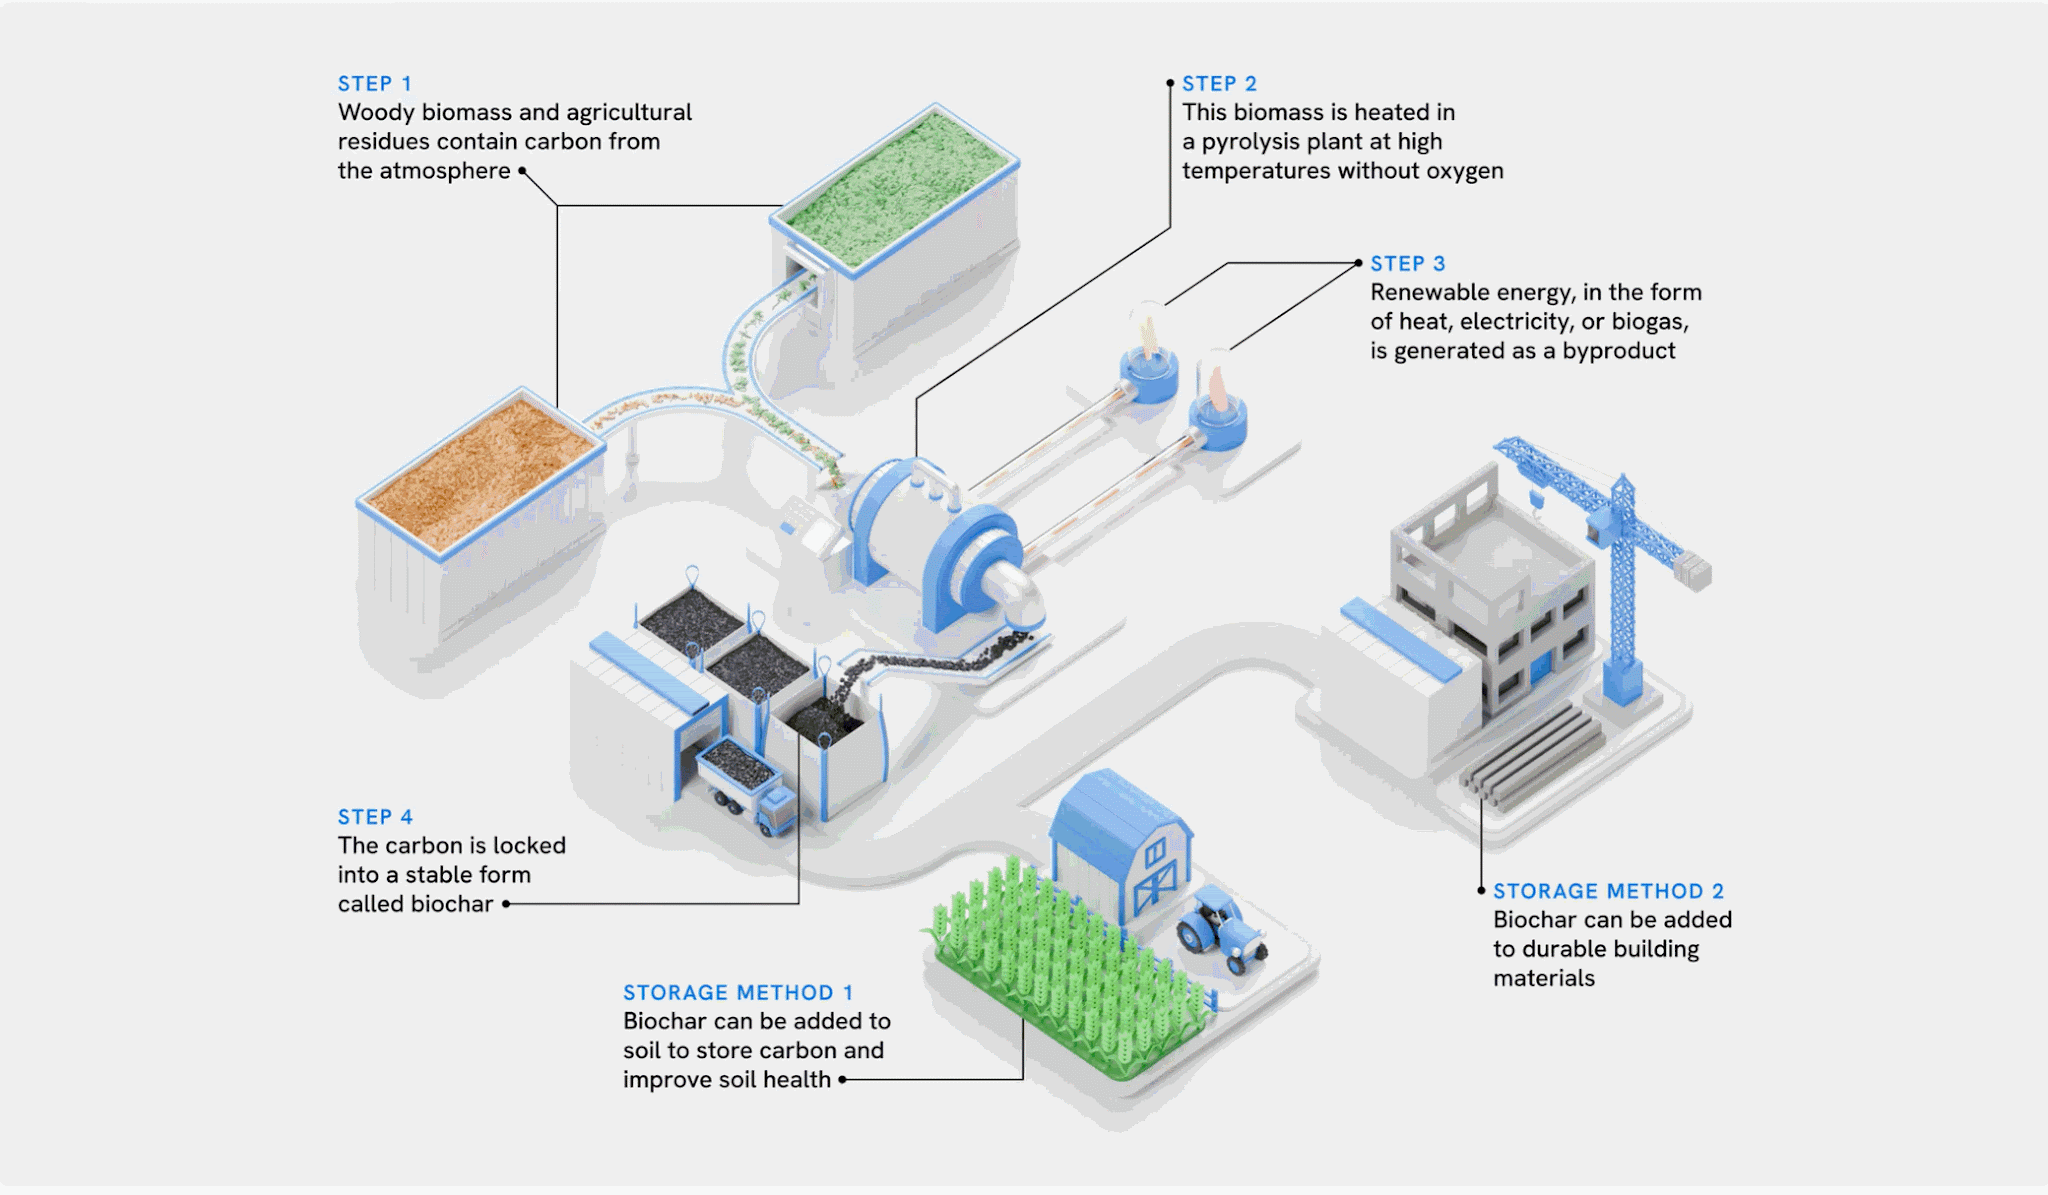 STEP 1
Woody biomass and agricultural
residues contain carbon from
the atmosphere
STEP 2
This biomass is heated in
a pyrolysis plant at high
temperatures without oxygen
STEP 3
Renewable energy, in the form
of heat, electricity, or biogas,
is generated as a byproduct
STEP 4
The carbon is locked
into a stable form
called biochar
STORAGE METHOD 1
Biochar can be added to
soil to store carbon and
improve soil health
STORAGE METHOD 2
Biochar can be added
to durable building
materials